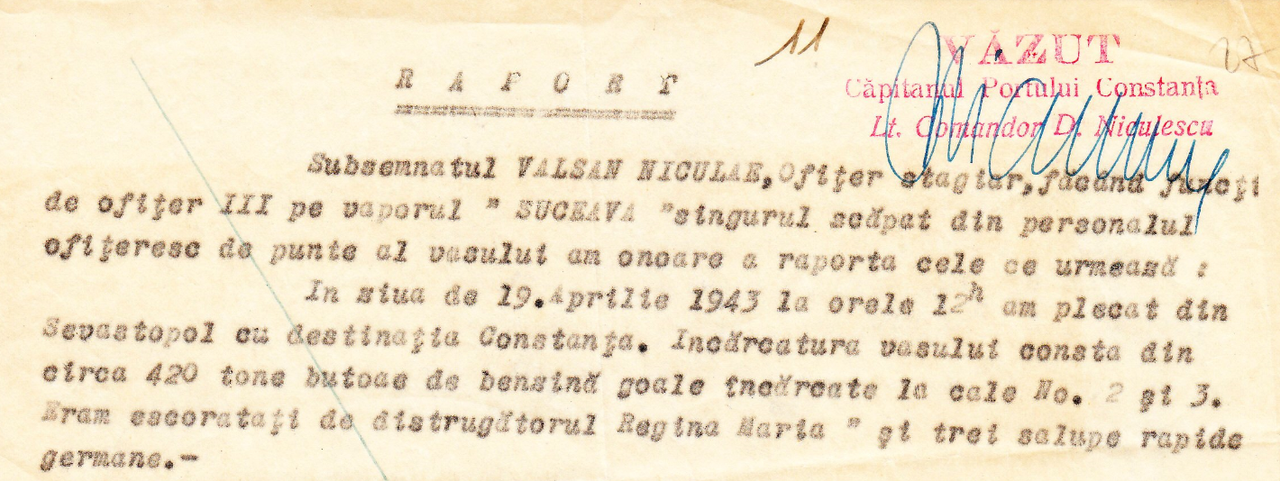 11
VĂZUT
27
Căpitanul Portului Constanța
Lt. Comandor D. Niculescu
R A P O R T
Subsemnatul VALSAN NICULAE,Ofițer stagiar,făcând funcți
de ofițer III pe vaporul " SUCEAVA "singurul scăpat din personalul
ofițeresc de punte al vasului am onoare a raporta cele ce urmează :
In ziua de 19.Aprilie 1943 la orele 12h am plecat din
Sevastopol cu destinația Constanța. Incărcatura vasului consta din
circa 420 tone butoae de benzină goale încărcate la cale No. 2 și 3.
Eram escoratați de distrugătorul Regina Maria " și trei salupe rapide
germane.-